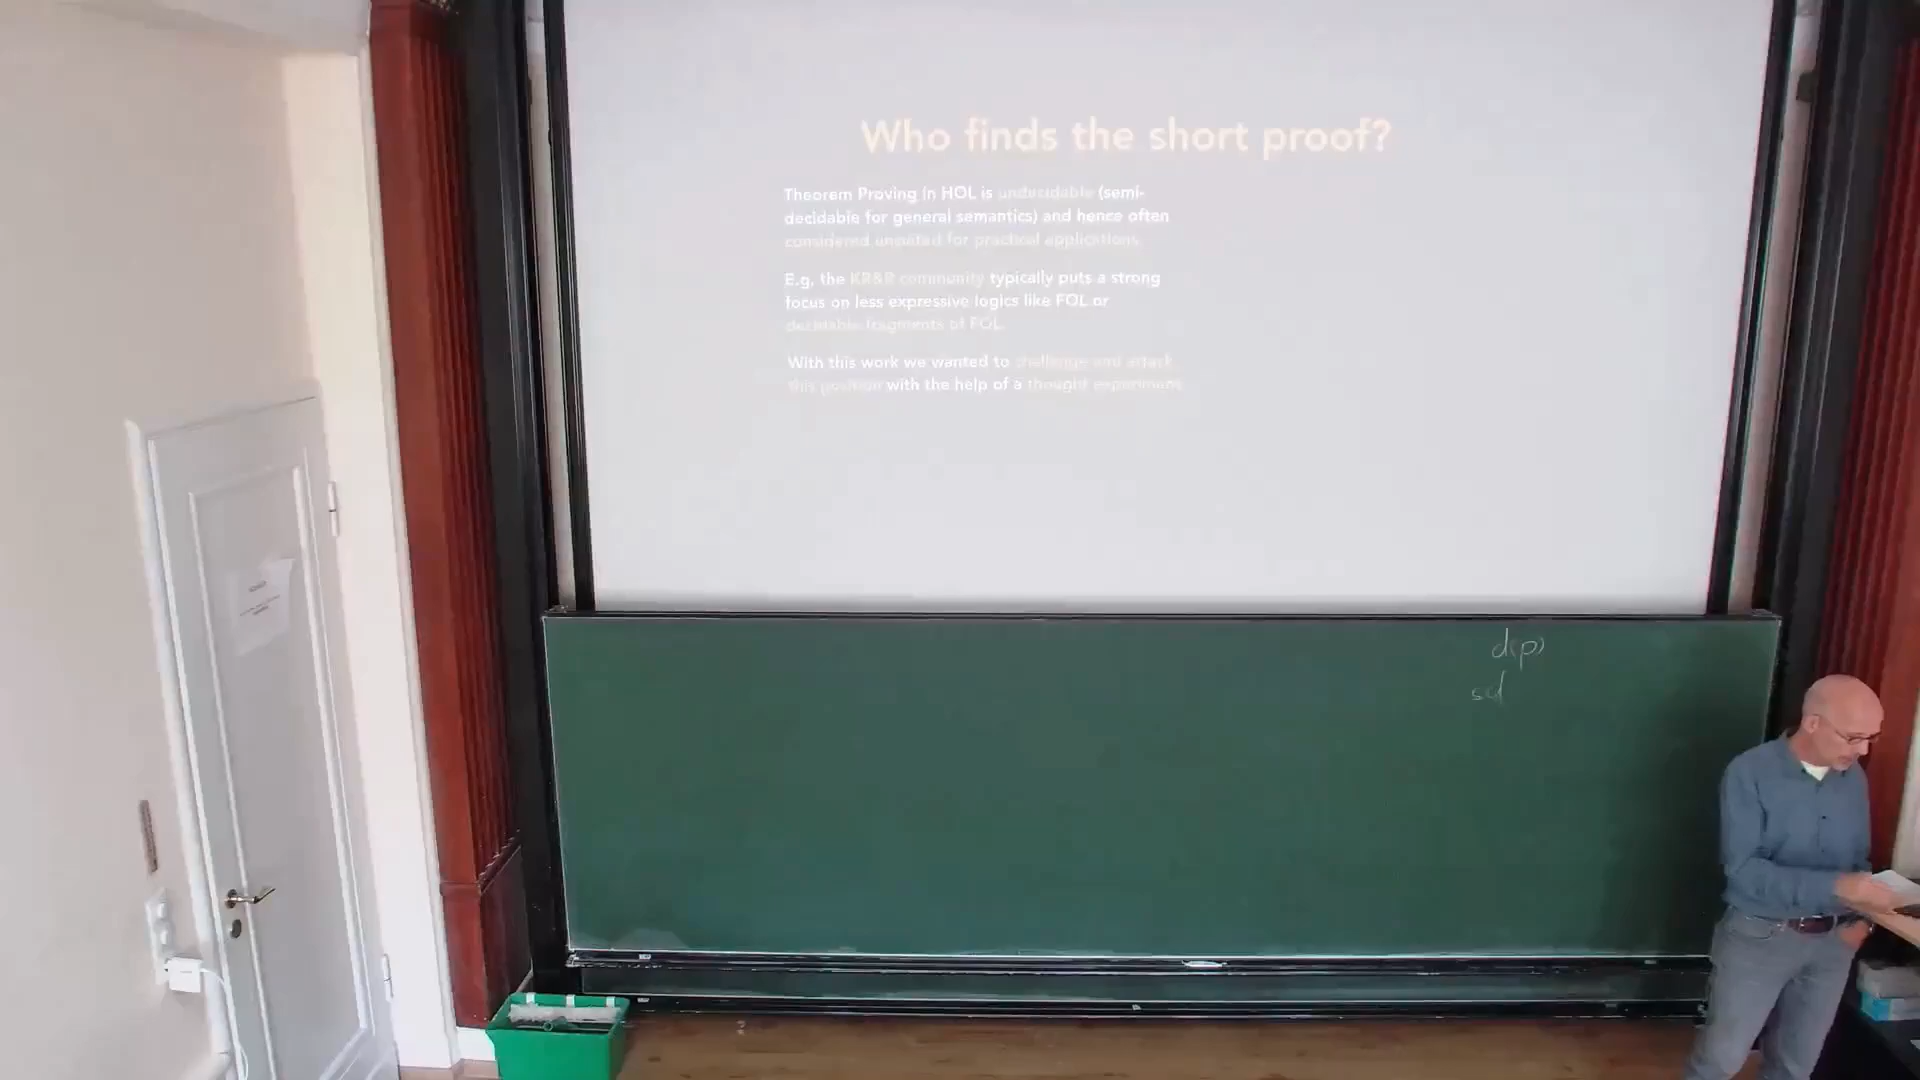 Who finds the short proof?
Theorem Proving in HOL is undecidable (semi-
decidable for general semantics) and hence often
considered unsuited for practical applications.
E.g. the KR&R community typically puts a strong
focus on less expressive logics like FOL or
decidable fragments of FOL.
With this work we wanted to challenge and attack
this position with the help of a thought experiment.
d(p)
sd